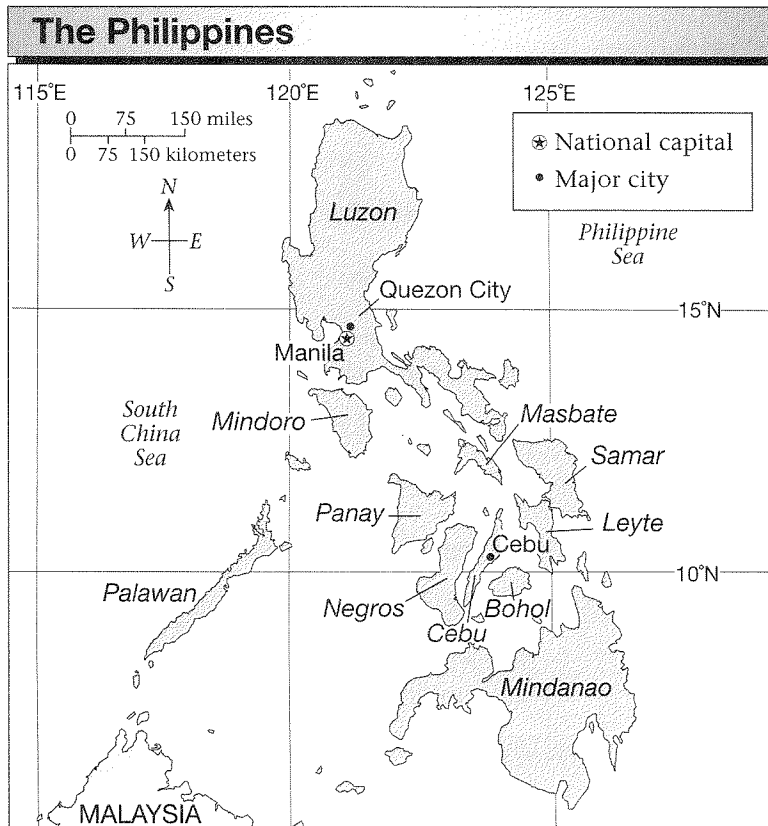 The Philippines
115°E 120°E 125°E
0 75 150 miles
0 75 150 kilometers
N
W E
S
National capital
Major city
Luzon
Philippine
Sea
Quezon City
15°N
Manila
South
China
Sea
Mindoro
Masbate
Samar
Panay
Leyte
Cebu
10°N
Palawan
Negros
Bohol
Cebu
Mindanao
MALAYSIA